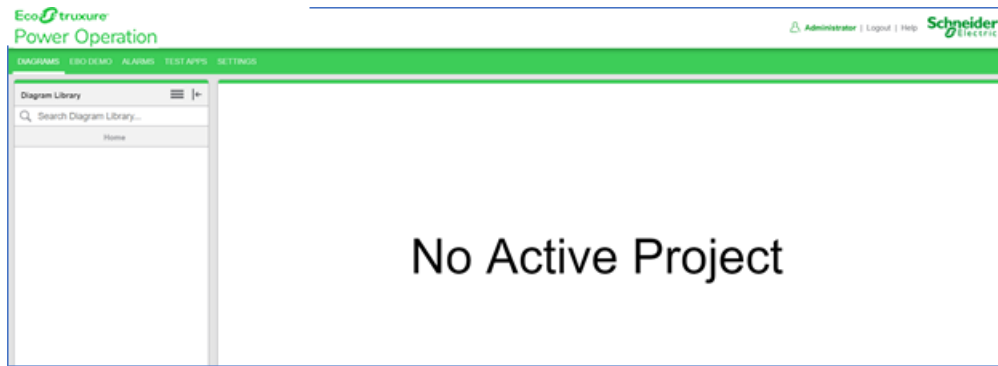 EcoStruxure
Power Operation
Administrator | Logout | Help
Schneider
Electric
DIAGRAMS EBO DEMO ALARMS TEST APPS SETTINGS
Diagram Library
Search Diagram Library...
Home
No Active Project